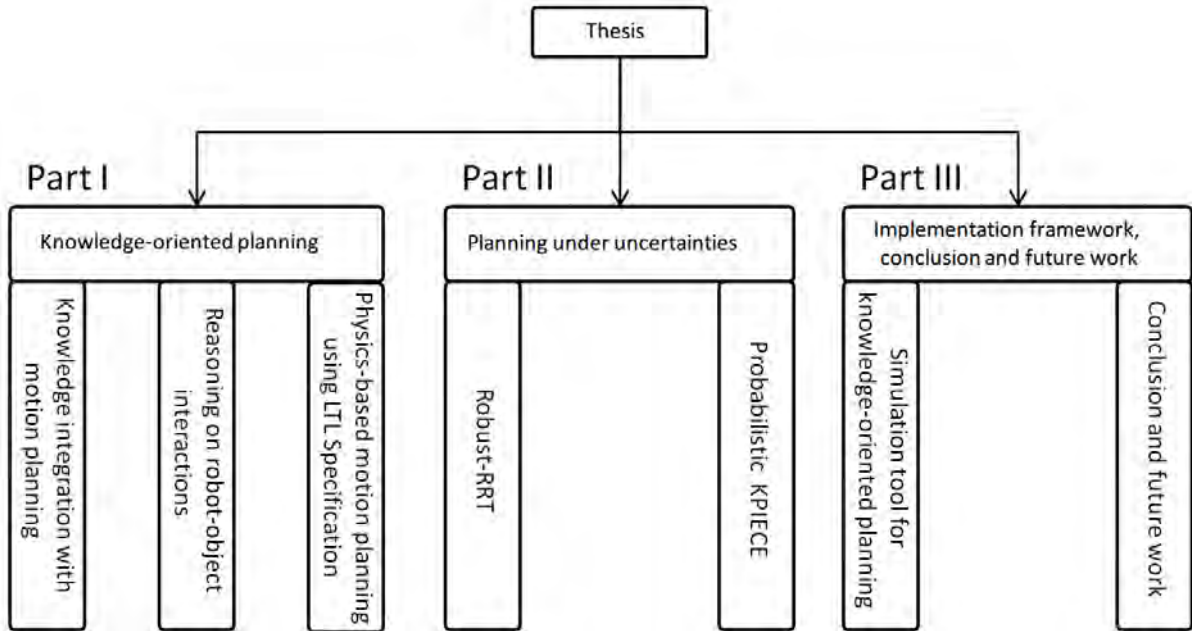 Thesis
Part I
Part II
Part III
Knowledge-oriented planning
Planning under uncertainties
Implementation framework,
conclusion and future work
Knowledge integration with
motion planning
Reasoning on robot-object
interactions
Physics-based motion planning
using LTL Specification
Robust-RRT
Probabilistic KPIECE
Simulation tool for
knowledge-oriented planning
Conclusion and future work